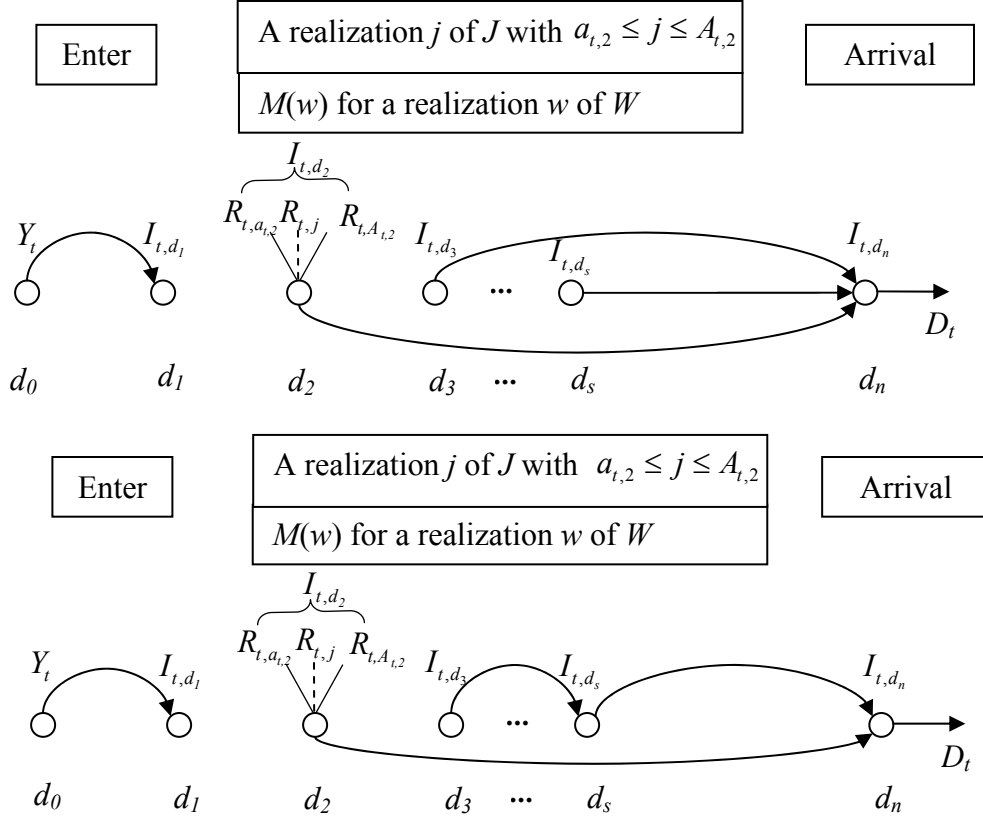 Enter
A realization j of J with a_{t,2} ≤ j ≤ A_{t,2}
Arrival
M(w) for a realization w of W
I_{t,d_2}
R_{t,a_{t,2}} R_{t,j} R_{t,A_{t,2}}
Y_t I_{t,d_1} I_{t,d_3} I_{t,d_s} I_{t,d_n}
...
D_t
d_0 d_1 d_2 d_3 ... d_s d_n
Enter
A realization j of J with a_{t,2} ≤ j ≤ A_{t,2}
Arrival
M(w) for a realization w of W
I_{t,d_2}
R_{t,a_{t,2}} R_{t,j} R_{t,A_{t,2}}
Y_t I_{t,d_1} I_{t,d_3} I_{t,d_s} I_{t,d_n}
...
D_t
d_0 d_1 d_2 d_3 ... d_s d_n